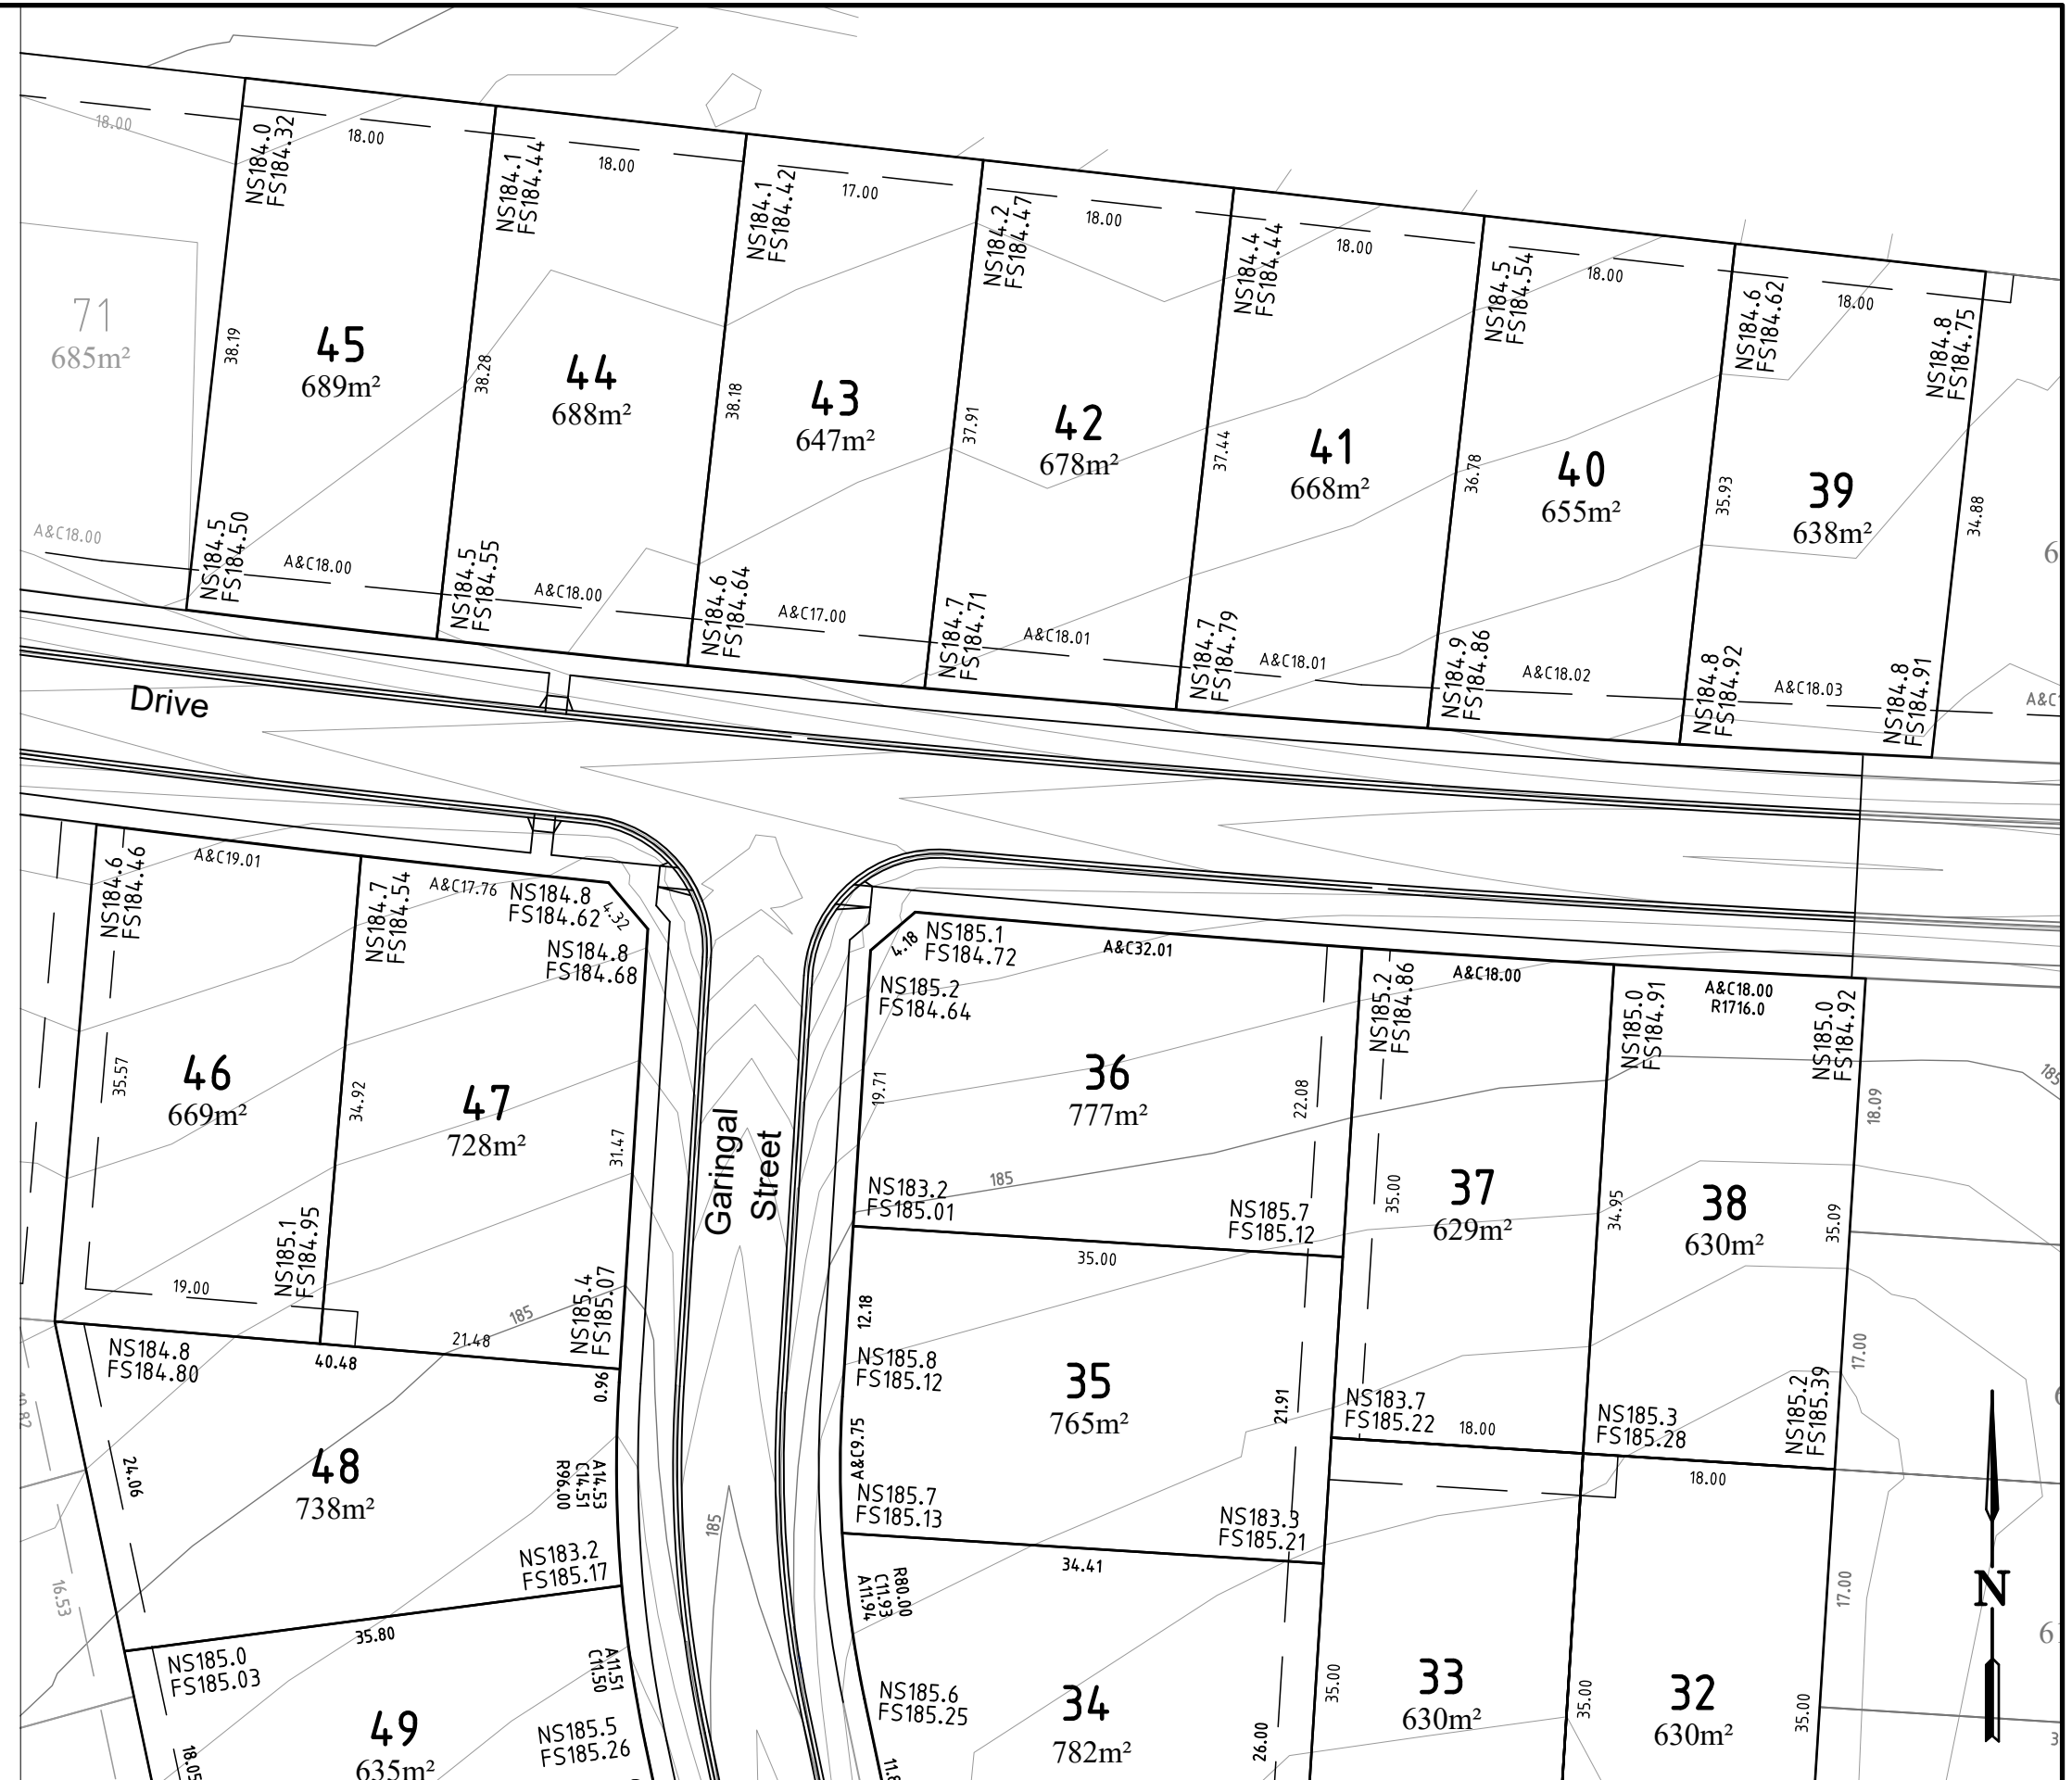 18.00
NS184.0
FS184.32
18.00
NS184.1
FS184.44
18.00
NS184.1
FS184.42
17.00
NS184.2
FS184.47
18.00
NS184.4
FS184.44
18.00
NS184.5
FS184.54
18.00
NS184.6
FS184.62
18.00
NS184.8
FS184.75
71
685m²
38.19
45
689m²
38.28
44
688m²
38.18
43
647m²
37.91
42
678m²
37.44
41
668m²
36.78
40
655m²
35.93
39
638m²
34.88
6
A&C18.00
NS184.5
FS184.50
A&C18.00
NS184.5
FS184.55
A&C18.00
NS184.6
FS184.64
A&C17.00
NS184.7
FS184.71
A&C18.01
NS184.7
FS184.79
A&C18.01
NS184.9
FS184.86
A&C18.02
NS184.8
FS184.92
A&C18.03
NS184.8
FS184.91
A&C
Drive
NS184.6
FS184.46
A&C19.01
NS184.7
FS184.54
A&C17.76
NS184.8
FS184.62
4.32
NS184.8
FS184.68
4.18
NS185.1
FS184.72
A&C32.01
NS185.2
FS184.64
NS185.2
FS184.86
A&C18.00
NS185.0
FS184.91
A&C18.00
R1716.0
NS185.0
FS184.92
185
35.57
46
669m²
34.92
47
728m²
31.47
Garingal
Street
19.71
36
777m²
22.08
18.09
185
NS183.2
FS185.01
NS185.7
FS185.12
35.00
37
629m²
34.95
38
630m²
35.09
NS185.1
FS184.95
19.00
185
NS185.4
FS185.07
35.00
12.18
17.00
NS184.8
FS184.80
40.48
21.48
0.96
NS185.8
FS185.12
35
765m²
21.91
NS183.7
FS185.22
18.00
NS185.3
FS185.28
NS185.2
FS185.39
24.06
48
738m²
A14.53
C14.51
R96.00
A&C9.75
18.00
185
NS185.7
FS185.13
NS183.3
FS185.21
NS183.2
FS185.17
34.41
R80.00
C11.93
A11.94
16.53
17.00
N
35.80
NS185.0
FS185.03
A11.51
C11.50
NS185.6
FS185.25
34
782m²
26.00
35.00
33
630m²
35.00
32
630m²
35.00
6
49
635m²
18.05
NS185.5
FS185.26
3